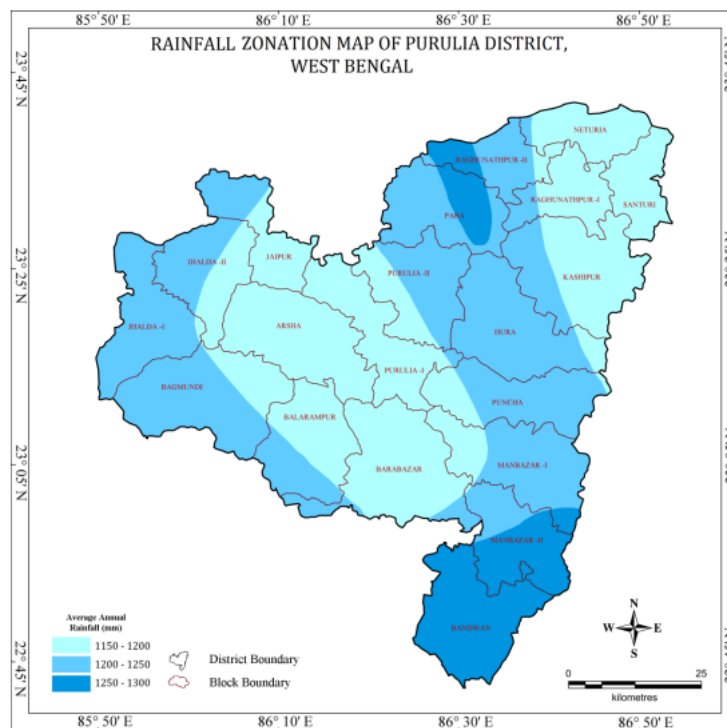 85° 50' E 86° 10' E 86° 30' E 86° 50' E
RAINFALL ZONATION MAP OF PURULIA DISTRICT,
WEST BENGAL
23° 45' N
NETURIA
RAGHUNATHPUR -II
RAGHUNATHPUR -I
SANTURI
PARA
23° 25' N
JHALDA -II
JAIPUR
PURULIA -II
KASHIPUR
JHALDA -I
ARSHA
HURA
BAGMUNDI
PURULIA -I
PUNCHA
BALARAMPUR
23° 05' N
BARABAZAR
MANBAZAR -I
MANBAZAR -II
BANDWAN
22° 45' N
Average Annual
Rainfall (mm)
1150 - 1200
1200 - 1250
1250 - 1300
District Boundary
Block Boundary
N
W E
S
0 25
kilometres
85° 50' E 86° 10' E 86° 30' E 86° 50' E